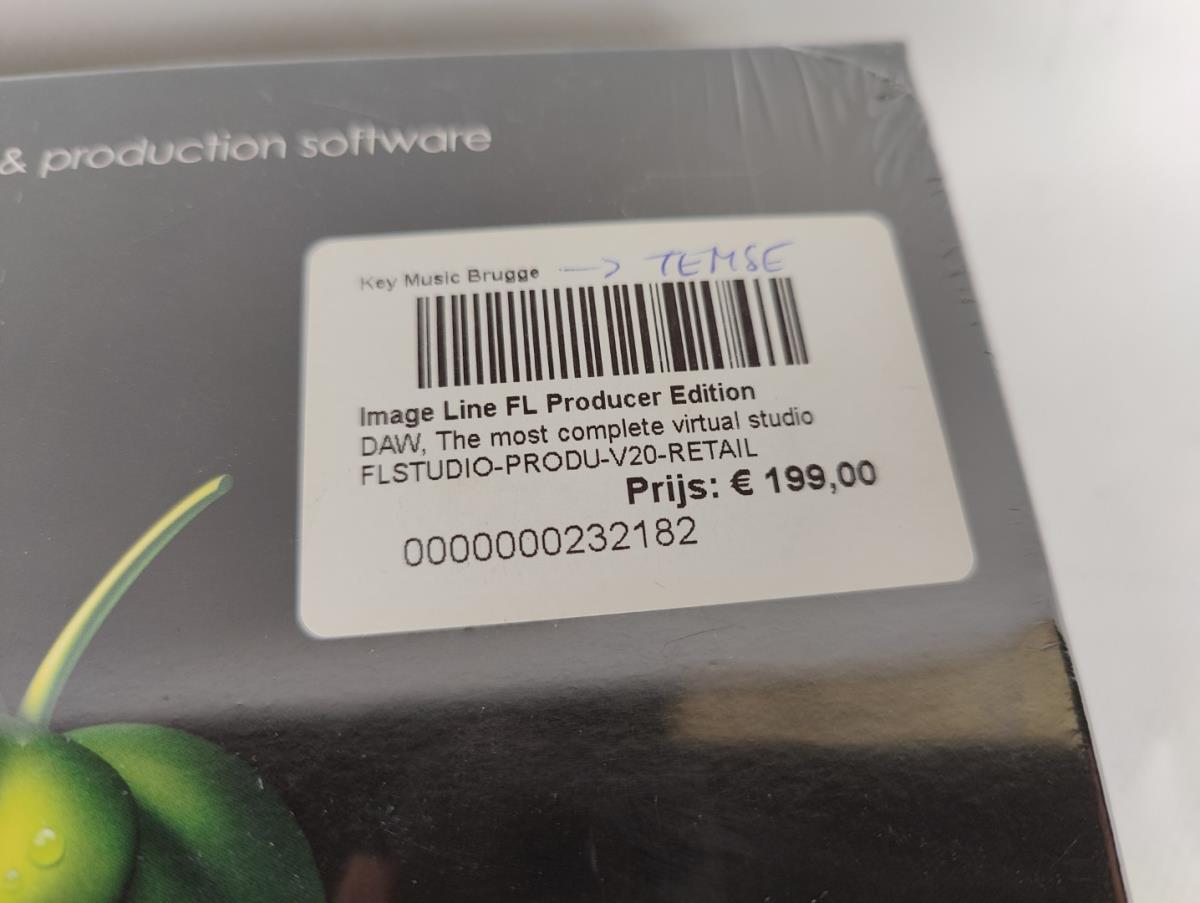 & production software
Key Music Brugge → TEMSE
Image Line FL Producer Edition
DAW, The most complete virtual studio
FLSTUDIO-PRODU-V20-RETAIL
Prijs: € 199,00
0000000232182